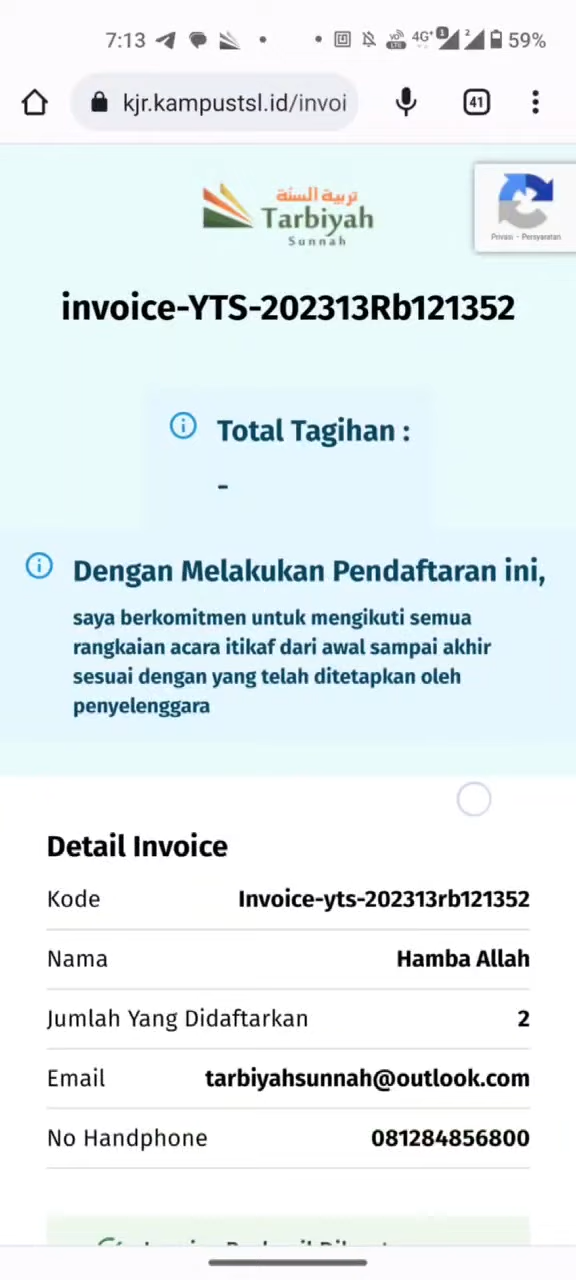 7:13 4G+ 1 2 59%
kjr.kampustsl.id/invoi 41
تربية السنة
Tarbiyah
Sunnah
Privasi - Persyaratan
invoice-YTS-202313Rb121352
Total Tagihan :
-
Dengan Melakukan Pendaftaran ini,
saya berkomitmen untuk mengikuti semua
rangkaian acara itikaf dari awal sampai akhir
sesuai dengan yang telah ditetapkan oleh
penyelenggara
Detail Invoice
Kode Invoice-yts-202313rb121352
Nama Hamba Allah
Jumlah Yang Didaftarkan 2
Email tarbiyahsunnah@outlook.com
No Handphone 081284856800